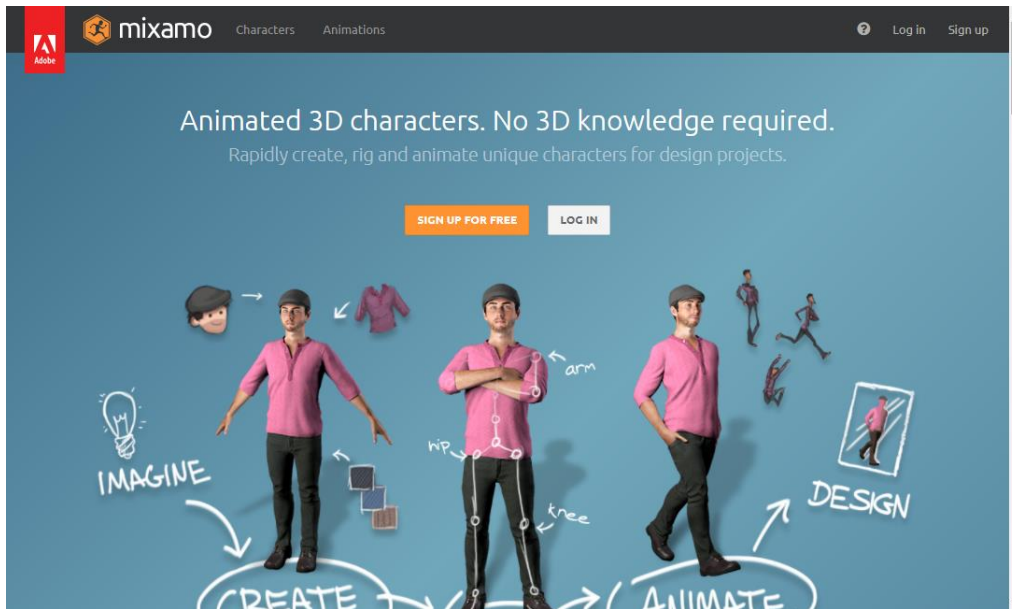 Adobe
mixamo
Characters Animations
Log in Sign up
Animated 3D characters. No 3D knowledge required.
Rapidly create, rig and animate unique characters for design projects.
SIGN UP FOR FREE LOG IN
arm
hip
IMAGINE
knee
DESIGN
CREATE
ANIMATE